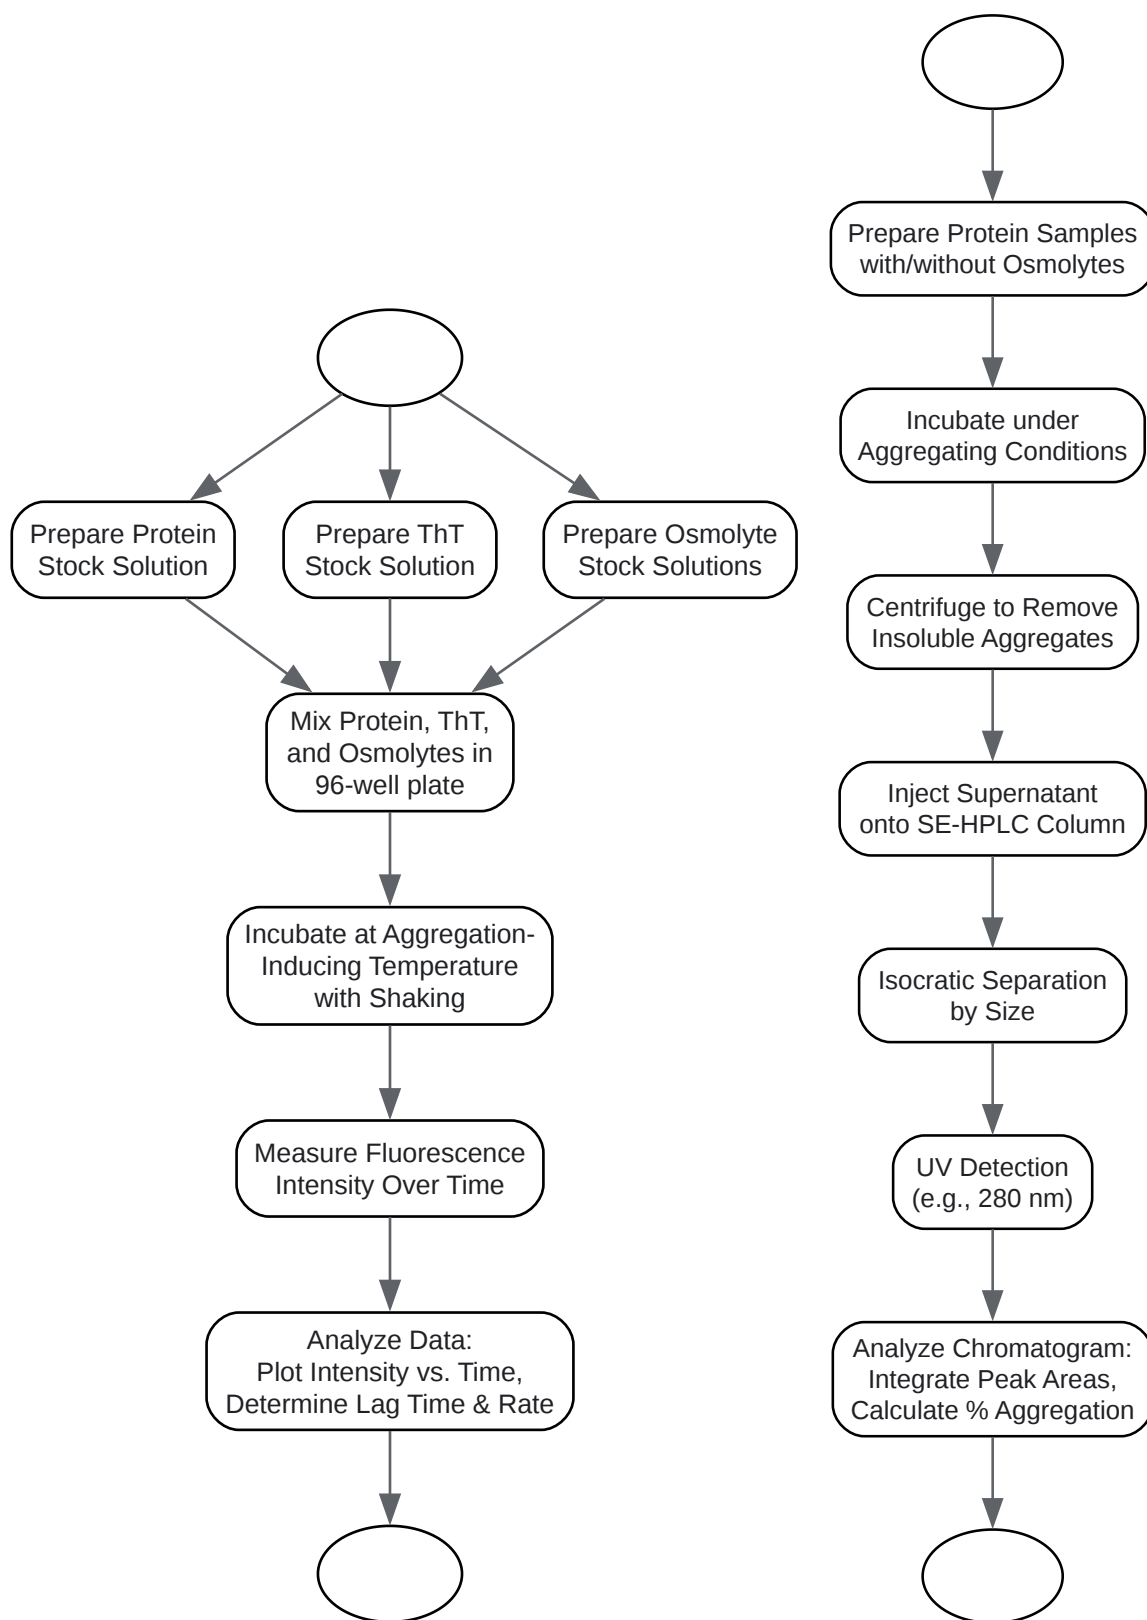 Prepare Protein
Stock Solution
Prepare ThT
Stock Solution
Prepare Osmolyte
Stock Solutions
Mix Protein, ThT,
and Osmolytes in
96-well plate
Incubate at Aggregation-
Inducing Temperature
with Shaking
Measure Fluorescence
Intensity Over Time
Analyze Data:
Plot Intensity vs. Time,
Determine Lag Time & Rate
Prepare Protein Samples
with/without Osmolytes
Incubate under
Aggregating Conditions
Centrifuge to Remove
Insoluble Aggregates
Inject Supernatant
onto SE-HPLC Column
Isocratic Separation
by Size
UV Detection
(e.g., 280 nm)
Analyze Chromatogram:
Integrate Peak Areas,
Calculate % Aggregation